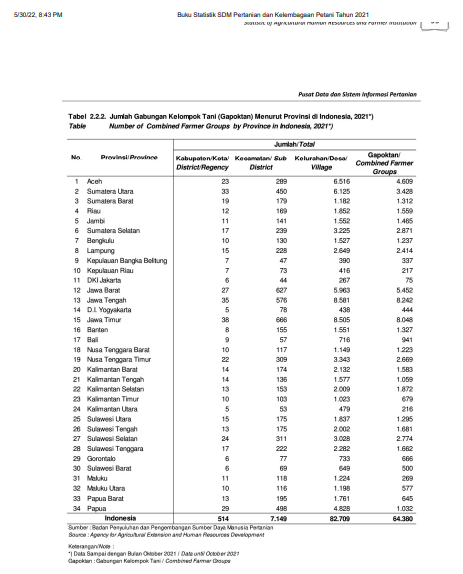 5/30/22, 8:43 PM Buku Statistik SDM Pertanian dan Kelembagaan Petani Tahun 2021
Statistic of Agricultural Human Resources and Farmer Institution
Pusat Data dan Sistem Informasi Pertanian
Tabel 2.2.2. Jumlah Gabungan Kelompok Tani (Gapoktan) Menurut Provinsi di Indonesia, 2021*)
Table Number of Combined Farmer Groups by Province in Indonesia, 2021*)
Jumlah/Total
No. Provinsi/Province Kabupaten/Kota/ District/Regency Kecamatan/ Sub District Kelurahan/Desa/ Village Gapoktan/ Combined Farmer Groups
1 Aceh 23 289 6.516 4.609
2 Sumatera Utara 33 450 6.125 3.428
3 Sumatera Barat 19 179 1.182 1.312
4 Riau 12 169 1.852 1.559
5 Jambi 11 141 1.552 1.465
6 Sumatera Selatan 17 239 3.225 2.871
7 Bengkulu 10 130 1.527 1.237
8 Lampung 15 228 2.649 2.414
9 Kepulauan Bangka Belitung 7 47 390 337
10 Kepulauan Riau 7 73 416 217
11 DKI Jakarta 6 44 267 75
12 Jawa Barat 27 627 5.963 5.452
13 Jawa Tengah 35 576 8.581 8.242
14 D.I. Yogyakarta 5 78 438 444
15 Jawa Timur 38 666 8.505 8.048
16 Banten 8 155 1.551 1.327
17 Bali 9 57 716 941
18 Nusa Tenggara Barat 10 117 1.149 1.223
19 Nusa Tenggara Timur 22 309 3.343 2.669
20 Kalimantan Barat 14 174 2.132 1.583
21 Kalimantan Tengah 14 136 1.577 1.059
22 Kalimantan Selatan 13 153 2.009 1.872
23 Kalimantan Timur 10 103 1.023 679
24 Kalimantan Utara 5 53 479 216
25 Sulawesi Utara 15 175 1.837 1.295
26 Sulawesi Tengah 13 175 2.002 1.681
27 Sulawesi Selatan 24 311 3.028 2.774
28 Sulawesi Tenggara 17 222 2.282 1.662
29 Gorontalo 6 77 733 666
30 Sulawesi Barat 6 69 649 500
31 Maluku 11 118 1.224 269
32 Maluku Utara 10 116 1.198 577
33 Papua Barat 13 195 1.761 645
34 Papua 29 498 4.828 1.032
Indonesia 514 7.149 82.709 64.380
Sumber : Badan Penyuluhan dan Pengembangan Sumber Daya Manusia Pertanian
Source : Agency for Agricultural Extension and Human Resources Development
Keterangan/Note :
*) Data Sampai dengan Bulan Oktober 2021 / Data until October 2021
Gapoktan : Gabungan Kelompok Tani / Combined Farmer Groups